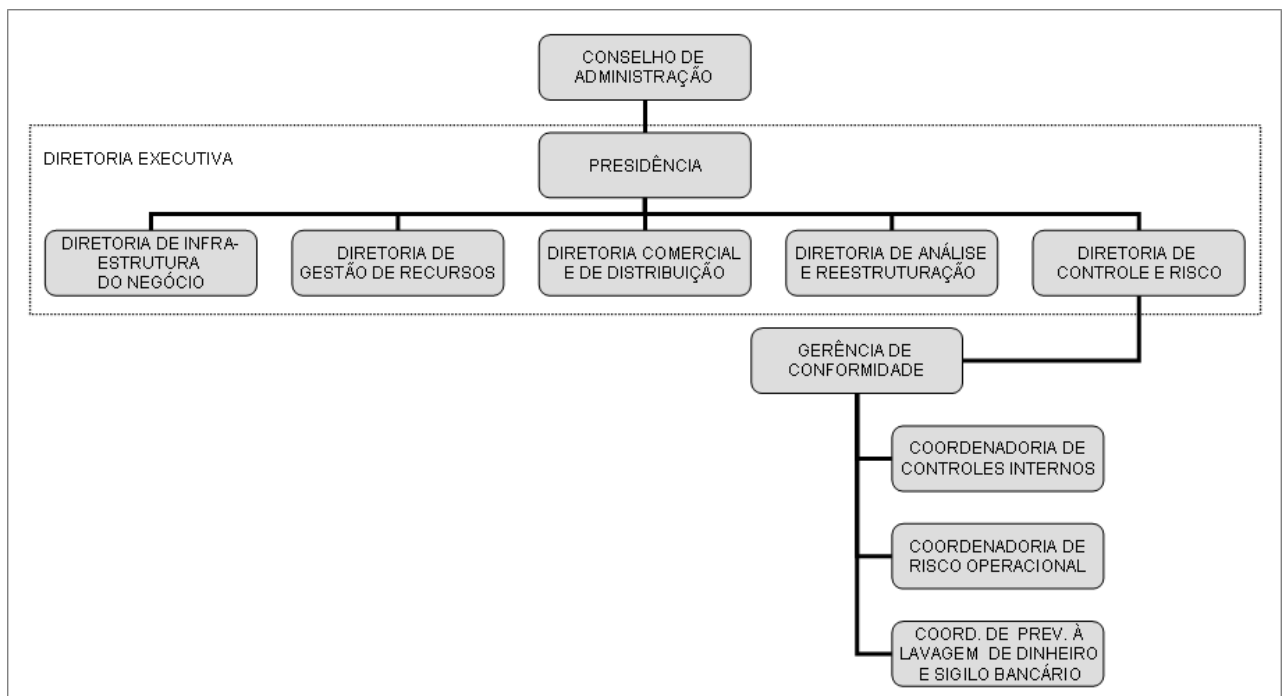 CONSELHO DE
ADMINISTRAÇÃO
DIRETORIA EXECUTIVA
PRESIDÊNCIA
DIRETORIA DE INFRA-
ESTRUTURA
DO NEGÓCIO
DIRETORIA DE
GESTÃO DE RECURSOS
DIRETORIA COMERCIAL
E DE DISTRIBUIÇÃO
DIRETORIA DE ANÁLISE
E REESTRUTURAÇÃO
DIRETORIA DE
CONTROLE E RISCO
GERÊNCIA DE
CONFORMIDADE
COORDENADORIA DE
CONTROLES INTERNOS
COORDENADORIA DE
RISCO OPERACIONAL
COORD. DE PREV. À
LAVAGEM DE DINHEIRO
E SIGILO BANCÁRIO